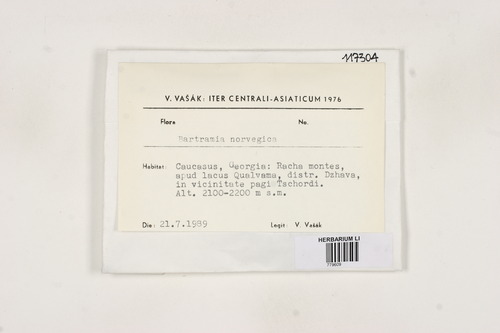 117304
V. VAŠÁK: ITER CENTRALI-ASIATICUM 1976
Flora No.
Bartramia norvegica
Habitat: Caucasus, Georgia: Racha montes,
apud lacus Qualvama, distr. Dzhava,
in vicinitate pagi Tschordi.
Alt. 2100-2200 m s.m.
Die: 21.7.1989 Legit: V. Vašák
HERBARIUM LI